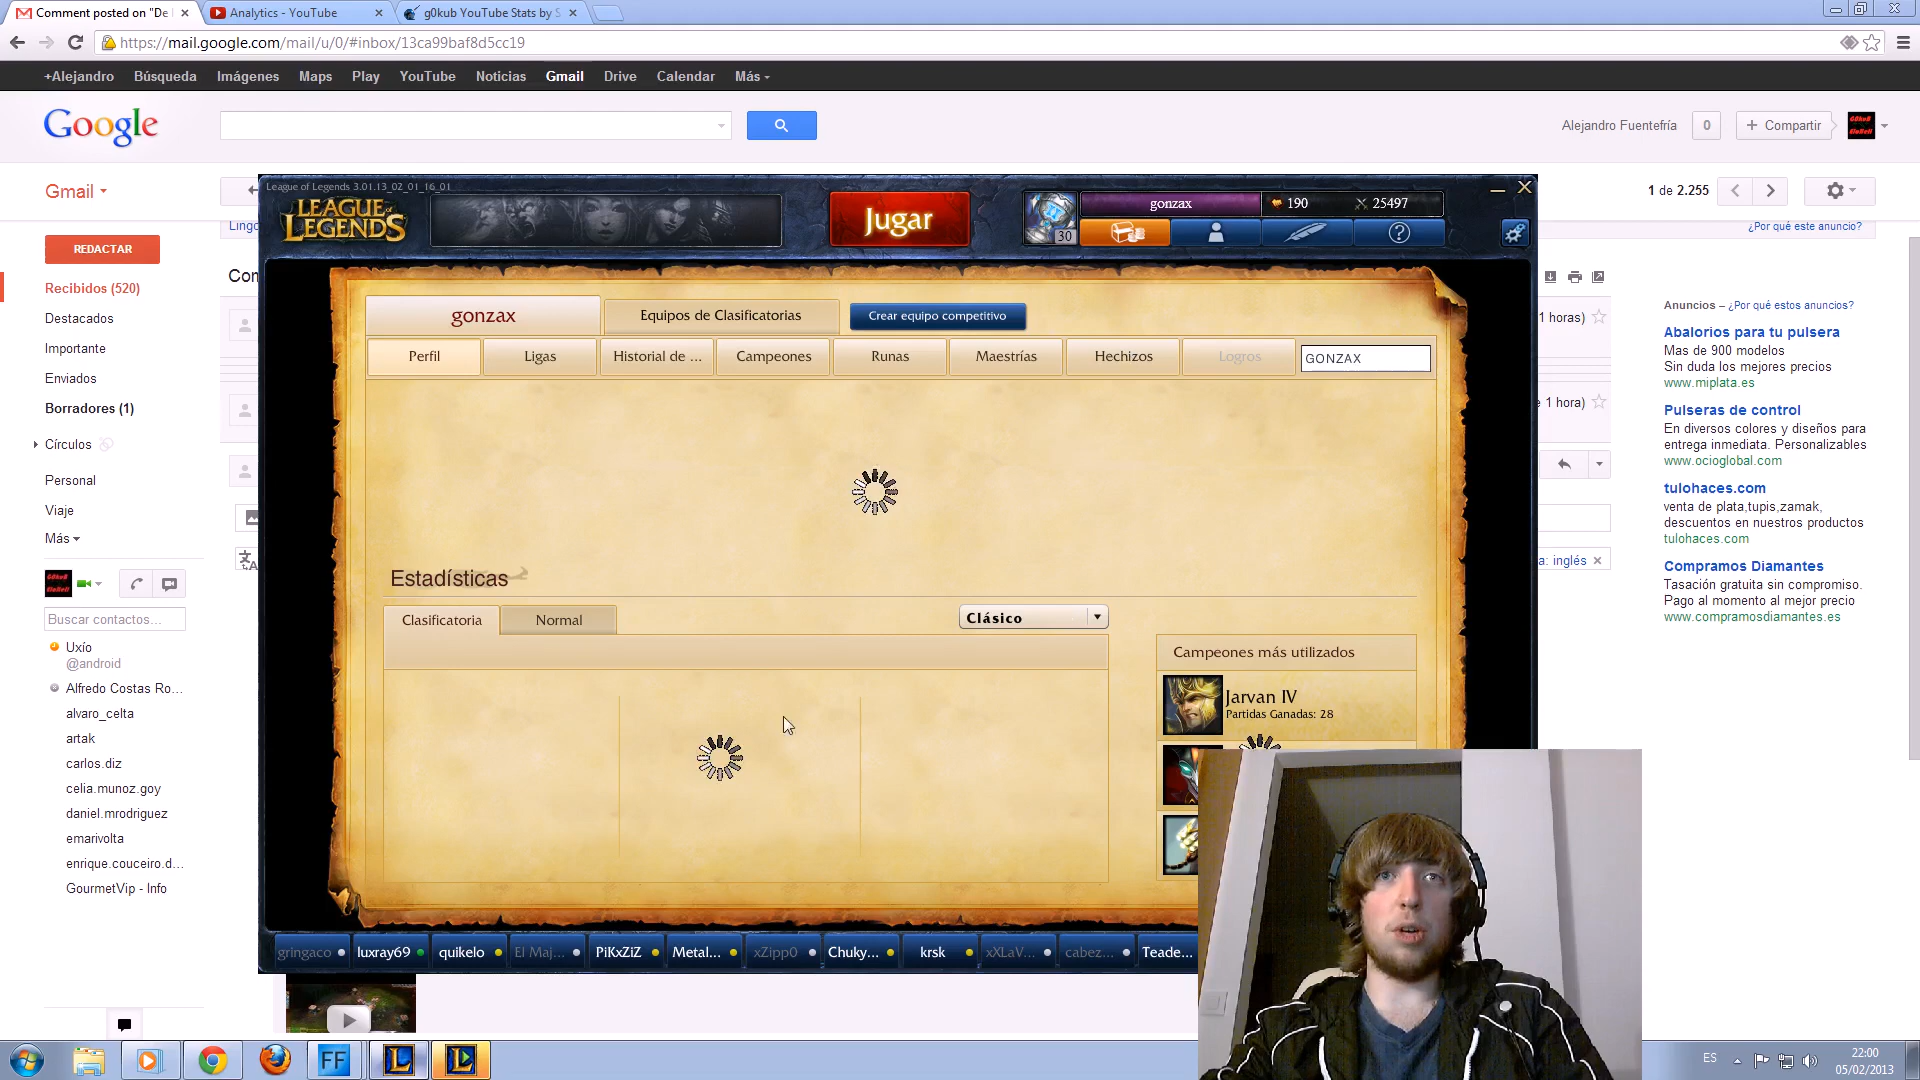 Comment posted on "De
Analytics - YouTube
g0kub YouTube Stats by S
https://mail.google.com/mail/u/0/#inbox/13ca99baf8d5cc19
+Alejandro Búsqueda Imágenes Maps Play YouTube Noticias Gmail Drive Calendar Más
Google
Alejandro Fuentefría 0 + Compartir
Gmail
1 de 2.255
REDACTAR
Recibidos (520)
Destacados
Importante
Enviados
Borradores (1)
Círculos
Personal
Viaje
Más
Buscar contactos...
Uxío
@android
Alfredo Costas Ro...
alvaro_celta
artak
carlos.diz
celia.munoz.goy
daniel.mrodriguez
emarivolta
enrique.couceiro.d...
GourmetVip - Info
Lingo
Con
League of Legends 3.01.13_02_01_16_01
LEAGUE of LEGENDS
Jugar
30
gonzax 190 25497
?
gonzax Equipos de Clasificatorias Crear equipo competitivo
Perfil Ligas Historial de ... Campeones Runas Maestrías Hechizos Logros GONZAX
Estadísticas
Clasificatoria Normal Clásico
Campeones más utilizados
Jarvan IV
Partidas Ganadas: 28
gringaco luxray69 quikelo El Maj... PiKxZiZ Metal... xZipp0 Chuky... krsk xXLaV... cabez... Teade...
¿Por qué este anuncio?
1 horas)
e 1 hora)
a: inglés
Anuncios – ¿Por qué estos anuncios?
Abalorios para tu pulsera
Mas de 900 modelos
Sin duda los mejores precios
www.miplata.es
Pulseras de control
En diversos colores y diseños para
entrega inmediata. Personalizables
www.ocioglobal.com
tulohaces.com
venta de plata,tupis,zamak,
descuentos en nuestros productos
tulohaces.com
Compramos Diamantes
Tasación gratuita sin compromiso.
Pago al momento al mejor precio
www.compramosdiamantes.es
FF
L
L
ES
22:00
05/02/2013